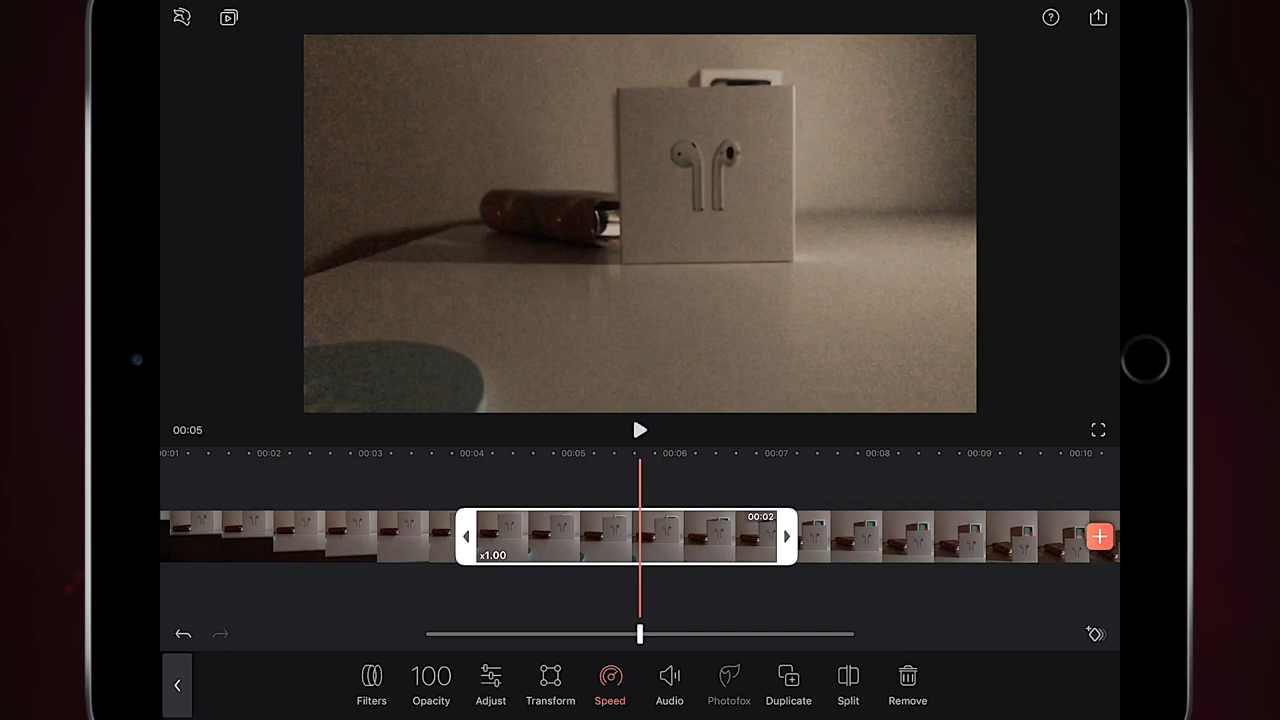 00:05
0:01 00:02 00:03 00:04 00:05 00:06 00:07 00:08 00:09 00:10
00:02
x1.00
100
Filters Opacity Adjust Transform Speed Audio Photofox Duplicate Split Remove